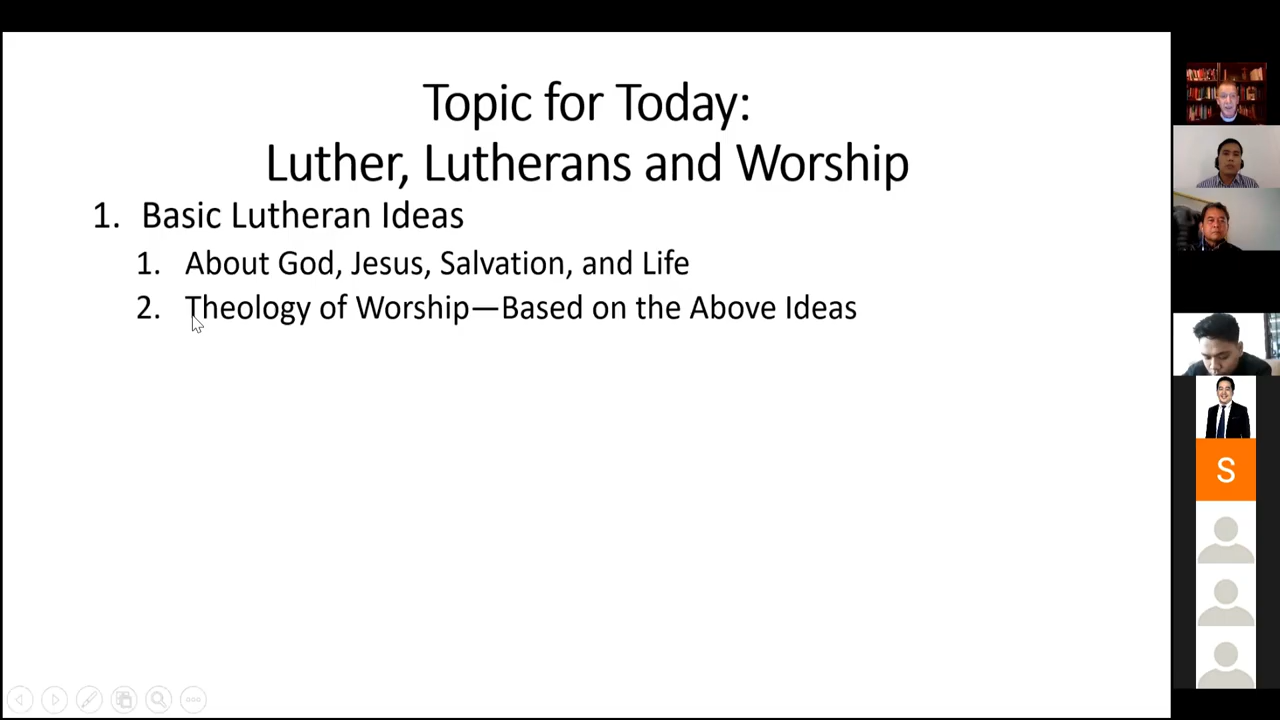 Topic for Today:
Luther, Lutherans and Worship
1. Basic Lutheran Ideas
1. About God, Jesus, Salvation, and Life
2. Theology of Worship—Based on the Above Ideas
S